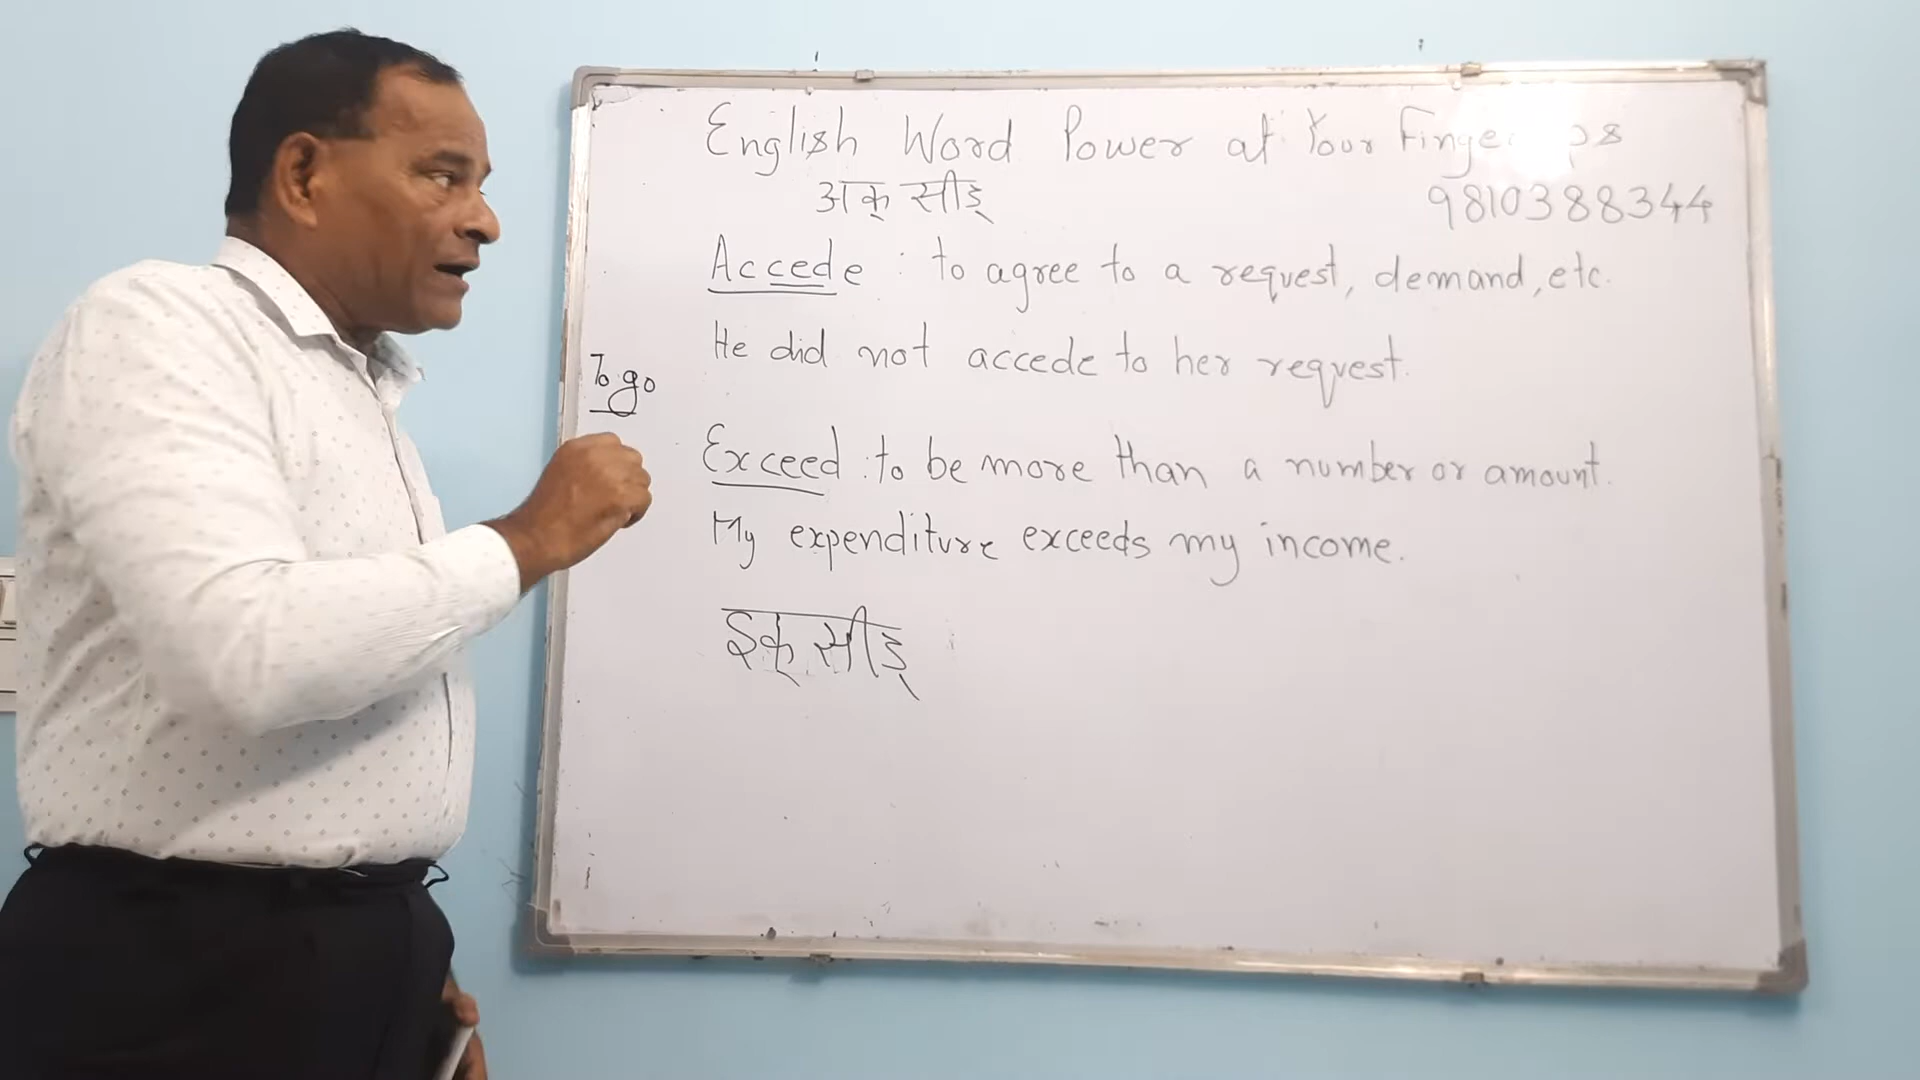 English Word Power at Your Fingertips
अक् सीड्
9810388344
Accede : to agree to a request, demand, etc.
He did not accede to her request.
To go
Exceed : to be more than a number or amount.
My expenditure exceeds my income.
इक् सीड्